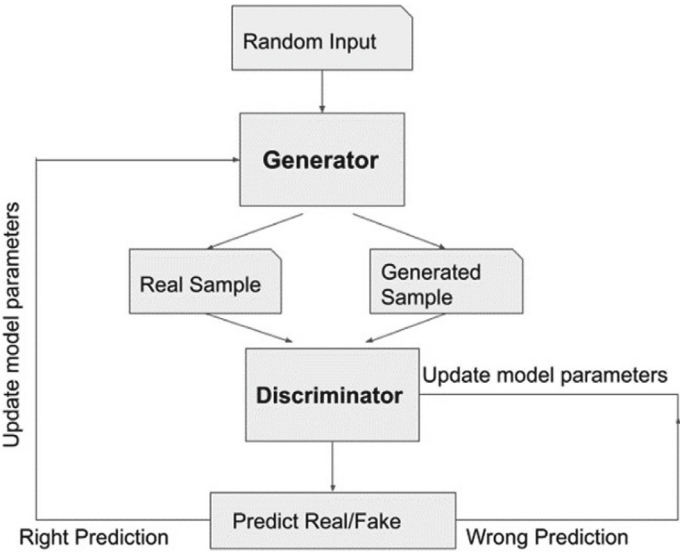 Random Input
Generator
Update model parameters
Real Sample
Generated
Sample
Discriminator
Update model parameters
Predict Real/Fake
Right Prediction
Wrong Prediction